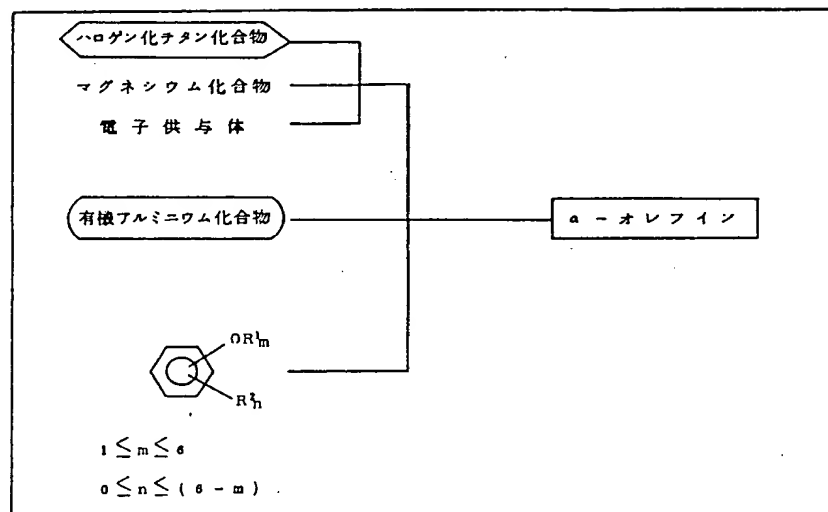 ハロゲン化チタン化合物
マグネシウム化合物
電子供与体
有機アルミニウム化合物
α-オレフイン
OR¹m
R²n
1≦m≦6
0≦n≦(6-m)